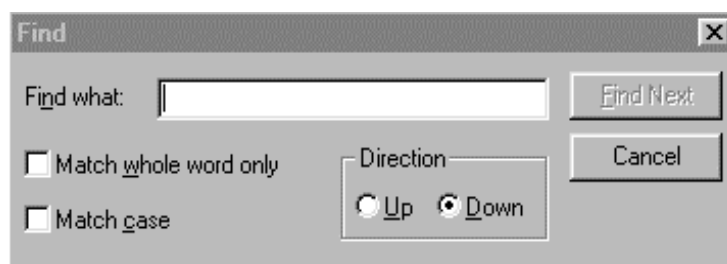 Find
Find what:
Find Next
Match whole word only
Direction
Cancel
Up
Down
Match case